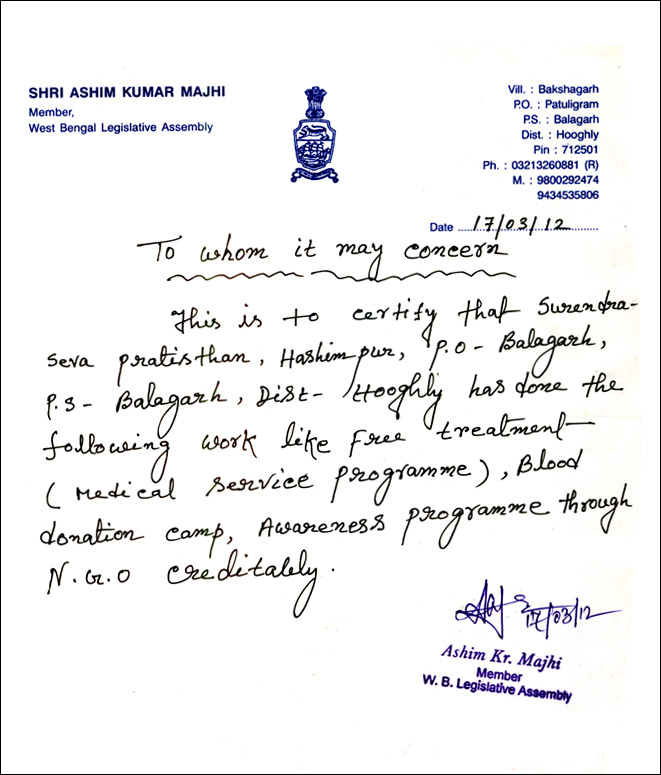 SHRI ASHIM KUMAR MAJHI
Member,
West Bengal Legislative Assembly
Vill. : Bakshagarh
P.O. : Patuligram
P.S. : Balagarh
Dist. : Hooghly
Pin : 712501
Ph. : 03213260881 (R)
M. : 9800292474
9434535806
Date ....17/03/12....
To whom it may concern
This is to certify that Surendra-
Seva pratisthan, Hashimpur, P.O - Balagarh,
P.S - Balagarh, Dist - Hooghly has done the
following work like free treatment-
(Medical service programme), Blood
donation camp, Awareness programme through
N.G.O creditably.
17/03/12
Ashim Kr. Majhi
Member
W. B. Legislative Assembly